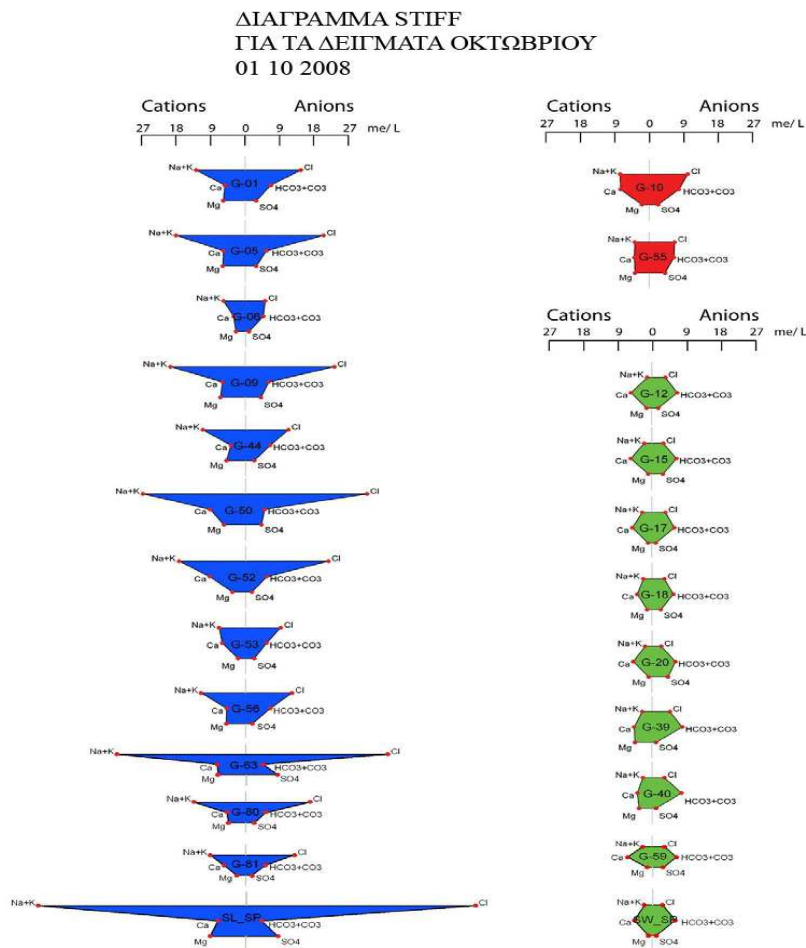 ΔΙΑΓΡΑΜΜΑ STIFF
ΓΙΑ ΤΑ ΔΕΙΓΜΑΤΑ ΟΚΤΩΒΡΙΟΥ
01 10 2008
Cations Anions
27 18 9 0 9 18 27 me/ L
Na+K Cl
Ca G-01 HCO3+CO3
Mg SO4
Na+K Cl
Ca G-05 HCO3+CO3
Mg SO4
Na+K Cl
Ca G-06 HCO3+CO3
Mg SO4
Na+K Cl
Ca G-09 HCO3+CO3
Mg SO4
Na+K Cl
Ca G-44 HCO3+CO3
Mg SO4
Na+K Cl
Ca G-50 HCO3+CO3
Mg SO4
Na+K Cl
Ca G-52 HCO3+CO3
Mg SO4
Na+K Cl
Ca G-53 HCO3+CO3
Mg SO4
Na+K Cl
Ca G-56 HCO3+CO3
Mg SO4
Na+K Cl
Ca G-63 HCO3+CO3
Mg SO4
Na+K Cl
Ca G-80 HCO3+CO3
Mg SO4
Na+K Cl
Ca G-81 HCO3+CO3
Mg SO4
Na+K Cl
Ca SL_SP HCO3+CO3
Mg SO4
Cations Anions
27 18 9 0 9 18 27 me/ L
Na+K Cl
Ca G-10 HCO3+CO3
Mg SO4
Na+K Cl
Ca G-55 HCO3+CO3
Mg SO4
Cations Anions
27 18 9 0 9 18 27 me/ L
Na+K Cl
Ca G-12 HCO3+CO3
Mg SO4
Na+K Cl
Ca G-15 HCO3+CO3
Mg SO4
Na+K Cl
Ca G-17 HCO3+CO3
Mg SO4
Na+K Cl
Ca G-18 HCO3+CO3
Mg SO4
Na+K Cl
Ca G-20 HCO3+CO3
Mg SO4
Na+K Cl
Ca G-39 HCO3+CO3
Mg SO4
Na+K Cl
Ca G-40 HCO3+CO3
Mg SO4
Na+K Cl
Ca G-59 HCO3+CO3
Mg SO4
Na+K Cl
Ca SW_SP HCO3+CO3
Mg SO4